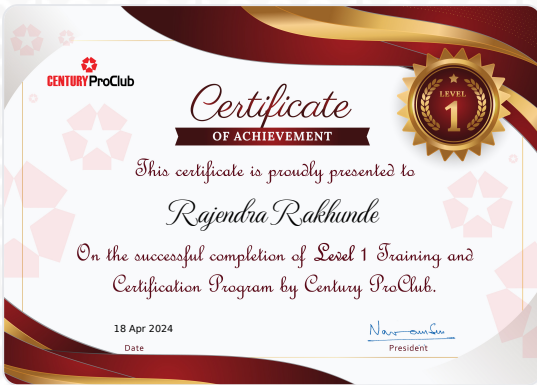 CENTURY ProClub
Certificate
OF ACHIEVEMENT
LEVEL
1
This certificate is proudly presented to
Rajendra Rakhunde
On the successful completion of Level 1 Training and
Certification Program by Century ProClub.
18 Apr 2024
Date
President